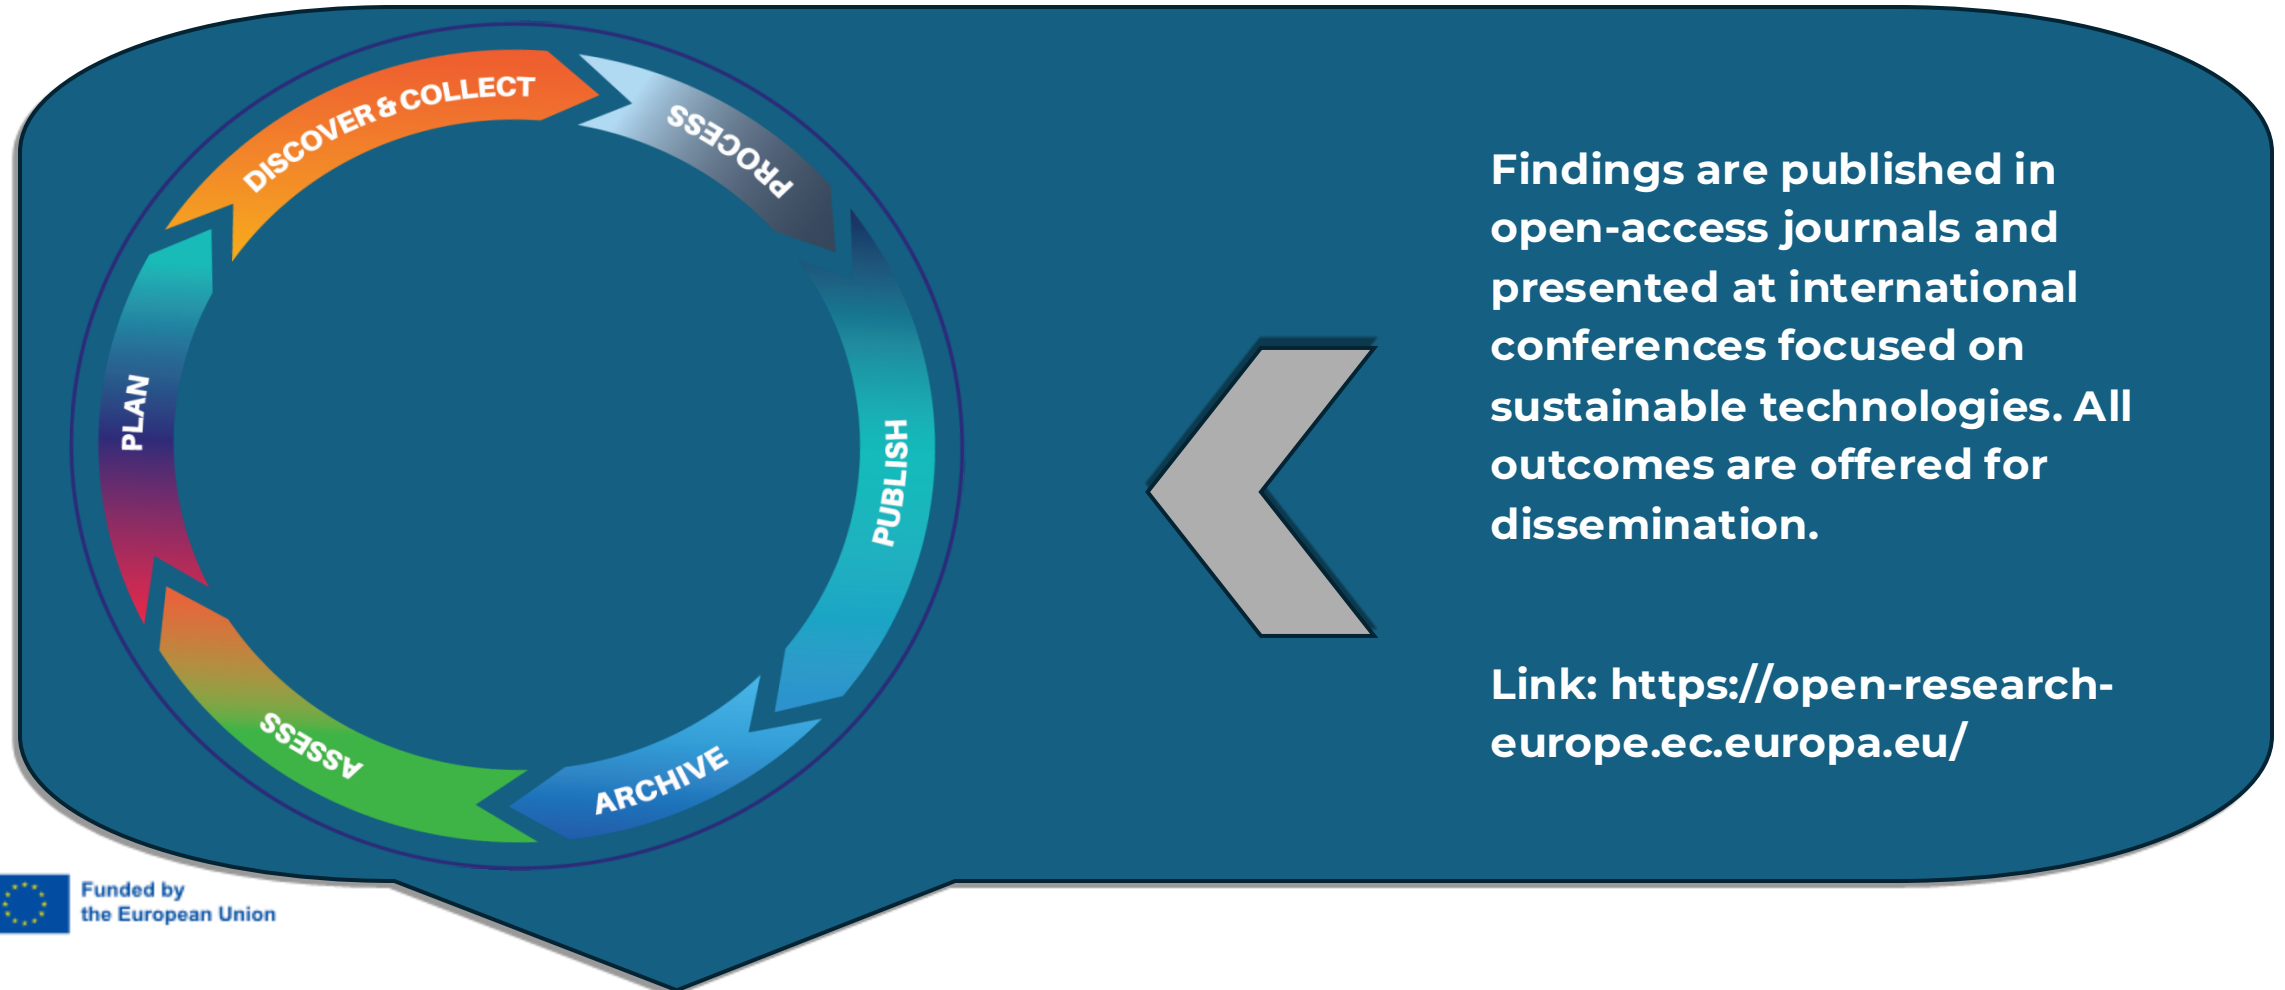 DISCOVER & COLLECT
PROCESS
PUBLISH
ARCHIVE
ASSESS
PLAN
Findings are published in
open-access journals and
presented at international
conferences focused on
sustainable technologies. All
outcomes are offered for
dissemination.
Link: https://open-research-
europe.ec.europa.eu/
Funded by
the European Union